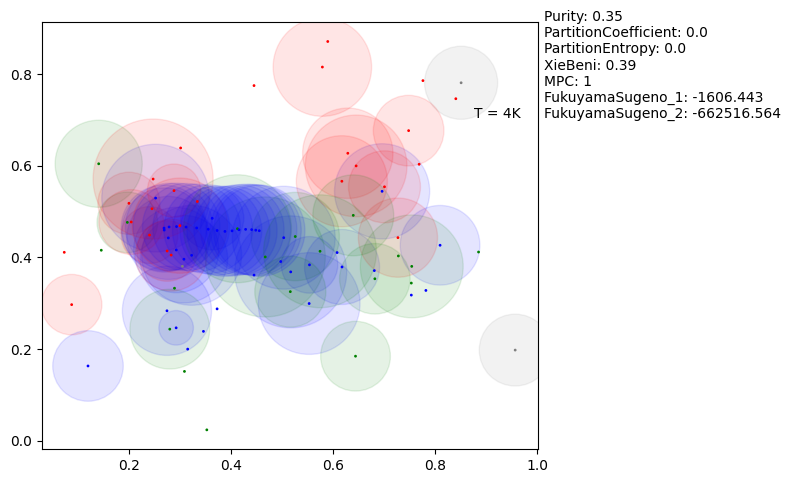 Purity: 0.35
PartitionCoefficient: 0.0
PartitionEntropy: 0.0
XieBeni: 0.39
MPC: 1
FukuyamaSugeno_1: -1606.443
FukuyamaSugeno_2: -662516.564
T = 4K
0.8
0.6
0.4
0.2
0.0
0.2 0.4 0.6 0.8 1.0